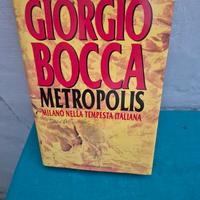 GIORGIO
BOCCA
METROPOLIS
MILANO NELLA TEMPESTA ITALIANA